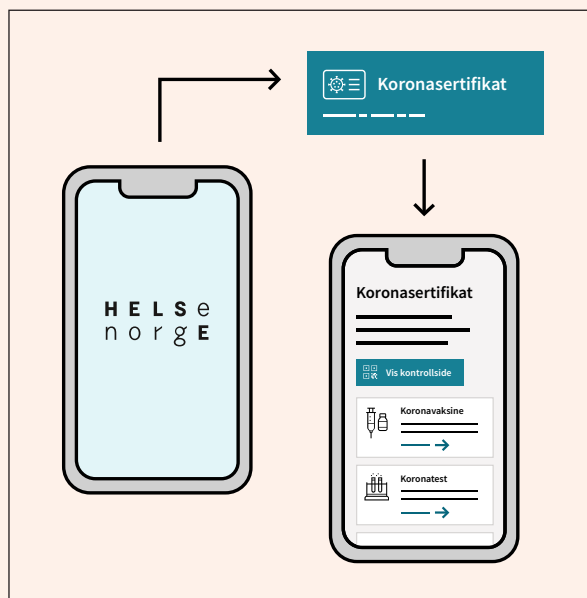 Koronasertifikat
HELSe
norgE
Koronasertifikat
Vis kontrollside
Koronavaksine
Koronatest